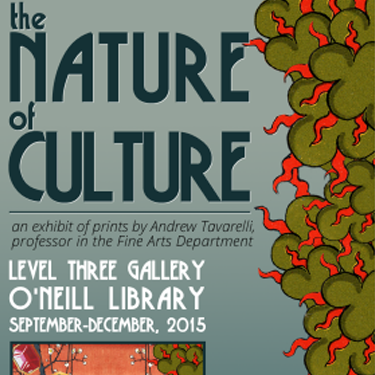 the
NATURE
of
CULTURE
an exhibit of prints by Andrew Tavarelli,
professor in the Fine Arts Department
LEVEL THREE GALLERY
O'NEILL LIBRARY
SEPTEMBER-DECEMBER, 2015